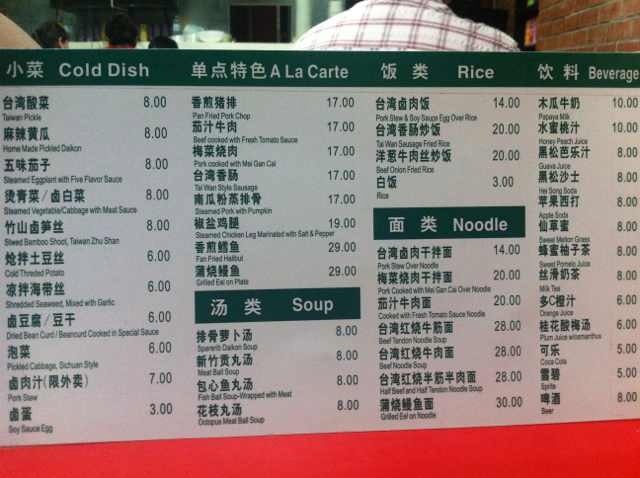 小菜 Cold Dish
台湾酸菜 8.00
Taiwan Pickle
麻辣黄瓜 8.00
Home Made Pickled Daikon
五味茄子 8.00
Steamed Eggplant with Five Flavor Sauce
烫青菜/卤白菜 8.00
Steamed Vegetable/Cabbage with Meat Sauce
竹山卤笋丝 8.00
Stwed Bamboo Shoot, Taiwan Zhu Shan
炝拌土豆丝 6.00
Cold Threded Potato
凉拌海带丝 6.00
Shredded Seaweed, Mixed with Garlic
卤豆腐/豆干 6.00
Dried Bean Curd / Beancurd Cooked in Special Sauce
泡菜 6.00
Pickled Cabbage, Sichuan Style
卤肉汁(限外卖) 7.00
Pork Stew
卤蛋 3.00
Soy Sauce Egg
单点特色 A La Carte
香煎猪排 17.00
Pan Fried Pork Chop
茄汁牛肉 17.00
Beef cooked with Fresh Tomato Sauce
梅菜烧肉 17.00
Pork cooked with Mei Gan Cai
台湾香肠 17.00
Tai Wan Style Sausage
南瓜粉蒸排骨 17.00
Steamed Pork with Pumpkin
椒盐鸡腿 19.00
Steamed Chicken Leg Marinated with Salt & Pepper
香煎鳕鱼 29.00
Fan Fried Halibut
蒲烧鳗鱼 29.00
Grilled Eel on Plate
汤类 Soup
排骨萝卜汤 8.00
Sparerib Daikon Soup
新竹贡丸汤 8.00
Meat Ball Soup
包心鱼丸汤 8.00
Fish Ball Soup-Wrapped with Meat
花枝丸汤 8.00
Octopus Meat Ball Soup
饭类 Rice
台湾卤肉饭 14.00
Pork Stew & Soy Sauce Egg Over Rice
台湾香肠炒饭 20.00
Tai Wan Sausage Fried Rice
洋葱牛肉丝炒饭 20.00
Beef Onion Fried Rice
白饭 3.00
Rice
面类 Noodle
台湾卤肉干拌面 14.00
Pork Stew Over Noodle
梅菜烧肉干拌面 20.00
Pork Cooked with Mei Gan Cai Over Noodle
茄汁牛肉面 20.00
Cooked with Fresh Tomato Sauce Noodle
台湾红烧牛筋面 28.00
Beef Tendon Noodle Soup
台湾红烧牛肉面 28.00
Beef Noodle Soup
台湾红烧半筋半肉面 28.00
Half Beef and Half Tendon Noodle Soup
蒲烧鳗鱼面 30.00
Grilled Eel on Noodle
饮料 Beverage
木瓜牛奶 10.00
Papaya Milk
水蜜桃汁 10.00
Honey Peach Juice
黑松芭乐汁 8.00
Guava Juice
黑松沙士 8.00
Hei Song Soda
苹果西打 8.00
Apple Soda
仙草蜜 8.00
Sweet Melon Grass
蜂蜜柚子茶 8.00
Sweet Pomelo Juice
丝滑奶茶 8.00
Milk Tea
多C橙汁 6.00
Orange Juice
桂花酸梅汤 6.00
Plum Juice w/osmanthus
可乐 5.00
Coca Cola
雪碧 5.00
Sprite
啤酒 8.00
Beer